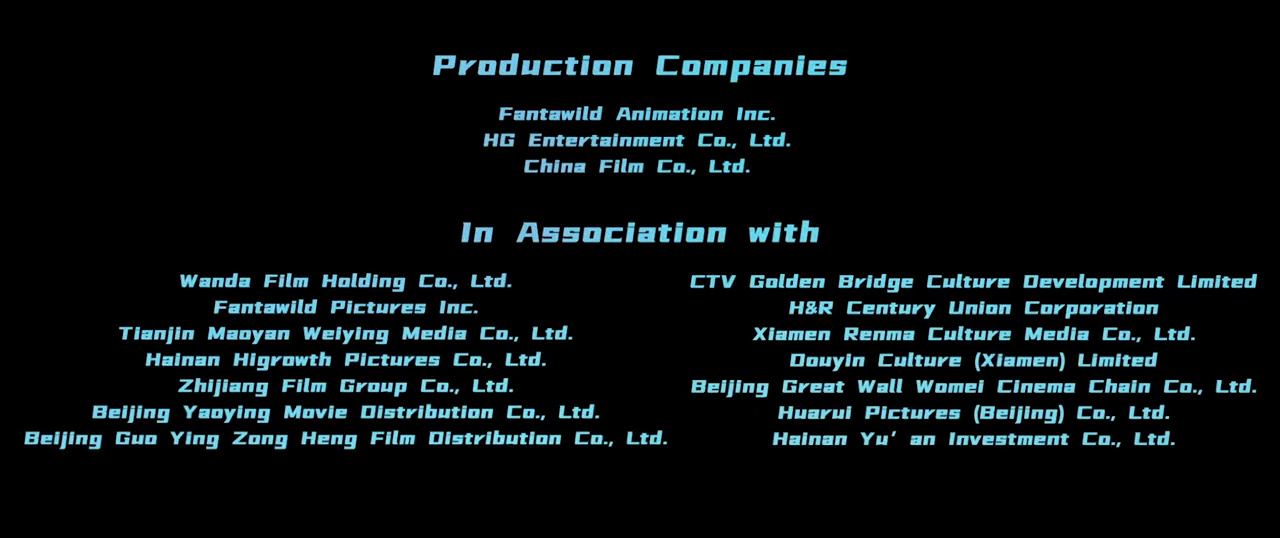 Production Companies
Fantawild Animation Inc.
HG Entertainment Co., Ltd.
China Film Co., Ltd.
In Association with
Wanda Film Holding Co., Ltd.
Fantawild Pictures Inc.
Tianjin Maoyan Weiying Media Co., Ltd.
Hainan Higrowth Pictures Co., Ltd.
Zhijiang Film Group Co., Ltd.
Beijing Yaoying Movie Distribution Co., Ltd.
Beijing Guo Ying Zong Heng Film Distribution Co., Ltd.
CTV Golden Bridge Culture Development Limited
H&R Century Union Corporation
Xiamen Renma Culture Media Co., Ltd.
Douyin Culture (Xiamen) Limited
Beijing Great Wall Womei Cinema Chain Co., Ltd.
Huarui Pictures (Beijing) Co., Ltd.
Hainan Yu’an Investment Co., Ltd.